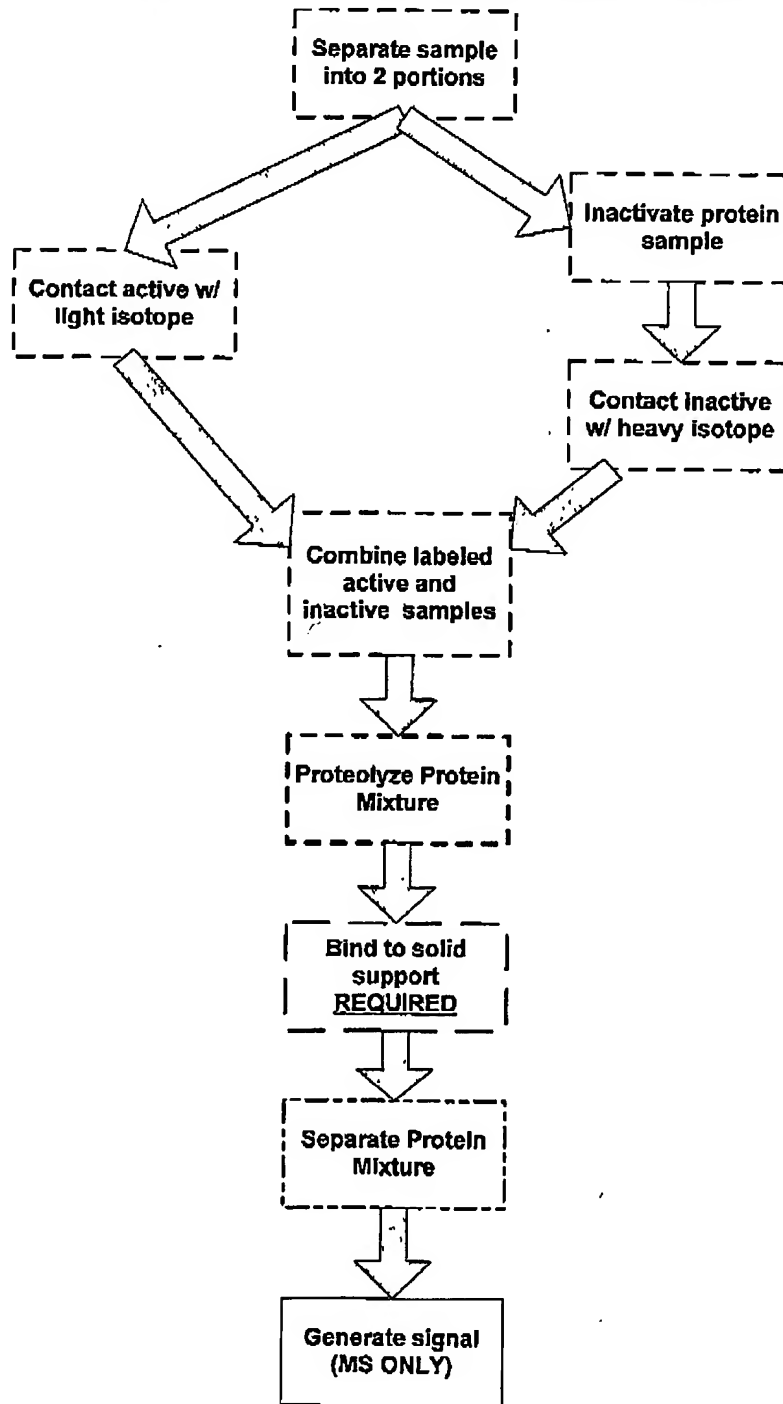 Separate sample
into 2 portions
Inactivate protein
sample
Contact active w/
light isotope
Contact inactive
w/ heavy isotope
Combine labeled
active and
inactive samples
Proteolyze Protein
Mixture
Bind to solid
support
REQUIRED
Separate Protein
Mixture
Generate signal
(MS ONLY)